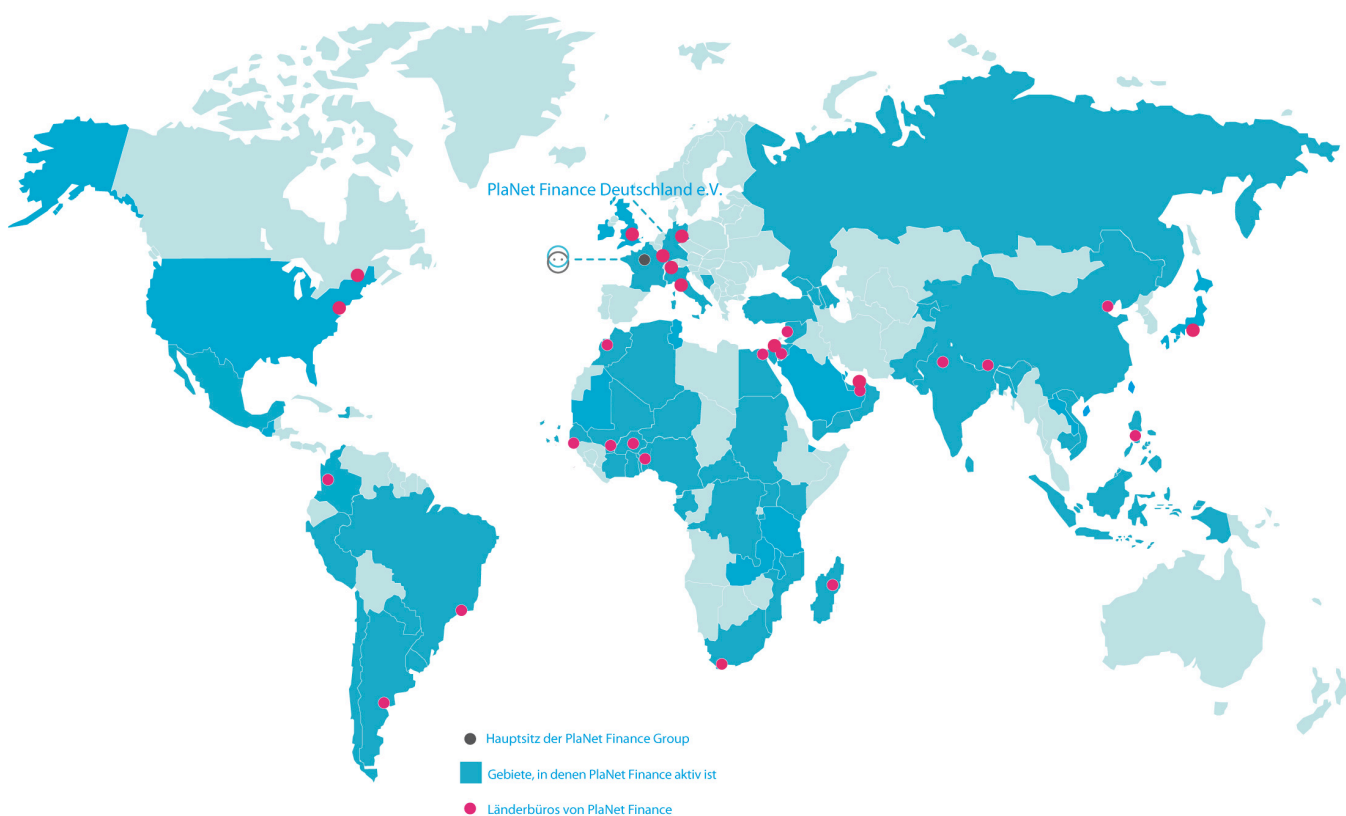 PlaNet Finance Deutschland e.V.
Hauptsitz der PlaNet Finance Group
Gebiete, in denen PlaNet Finance aktiv ist
Länderbüros von PlaNet Finance